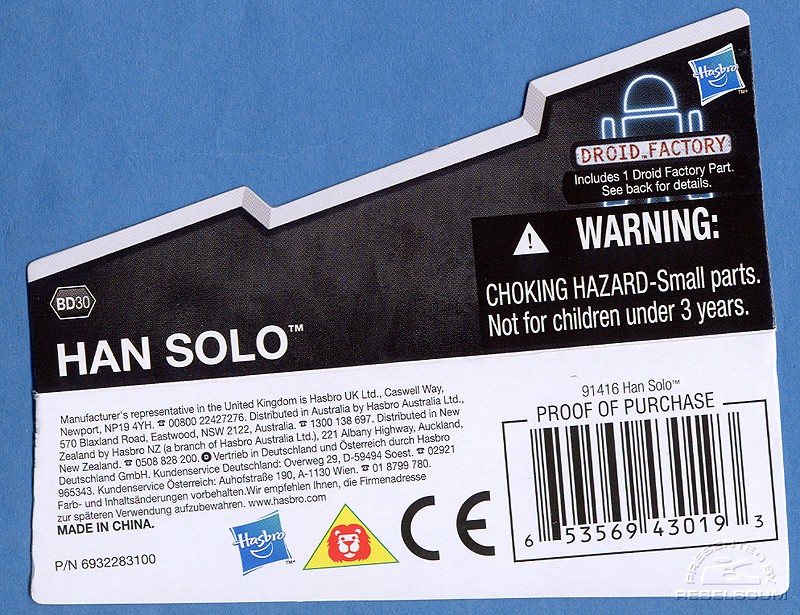 Hasbro
™
DROID™FACTORY
Includes 1 Droid Factory Part.
See back for details.
WARNING:
CHOKING HAZARD-Small parts.
Not for children under 3 years.
BD30
HAN SOLO™
Manufacturer's representative in the United Kingdom is Hasbro UK Ltd., Caswell Way,
Newport, NP19 4YH. ☎ 00800 22427276. Distributed in Australia by Hasbro Australia Ltd.,
570 Blaxland Road, Eastwood, NSW 2122, Australia. ☎ 1300 138 697. Distributed in New
Zealand by Hasbro NZ (a branch of Hasbro Australia Ltd.), 221 Albany Highway, Auckland,
New Zealand. ☎ 0508 828 200. D Vertrieb in Deutschland und Österreich durch Hasbro
Deutschland GmbH. Kundenservice Deutschland: Overweg 29, D-59494 Soest. ☎ 02921
965343. Kundenservice Österreich: Auhofstraße 190, A-1130 Wien. ☎ 01 8799 780.
Farb- und Inhaltsänderungen vorbehalten.Wir empfehlen Ihnen, die Firmenadresse
zur späteren Verwendung aufzubewahren. www.hasbro.com
MADE IN CHINA.
P/N 6932283100
Hasbro
™
CE
91416 Han Solo™
PROOF OF PURCHASE
6 53569 43019 3
PRESENTED BY
REBELSCUM